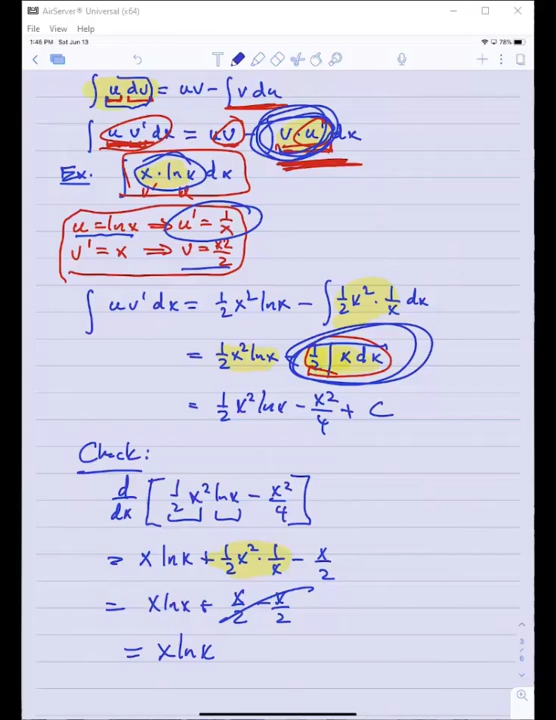 AirServer® Universal (x64)
File View Help
1:46 PM Sat Jun 13
78%
∫ u dv = uv - ∫ v du
∫ u v' dx = uv - ∫ v · u' dx
Ex: ∫ x · ln x dx
v' u
u = ln x ⇒ u' = 1/x
v' = x ⇒ v = x²/2
∫ u v' dx = 1/2 x² ln x - ∫ 1/2 x² · 1/x dx
= 1/2 x² ln x - 1/2 ∫ x dx
= 1/2 x² ln x - x²/4 + C
Check:
d/dx [ 1/2 x² ln x - x²/4 ]
= x ln x + 1/2 x² · 1/x - x/2
= x ln x + x/2 - x/2
= x ln x
3
/
6